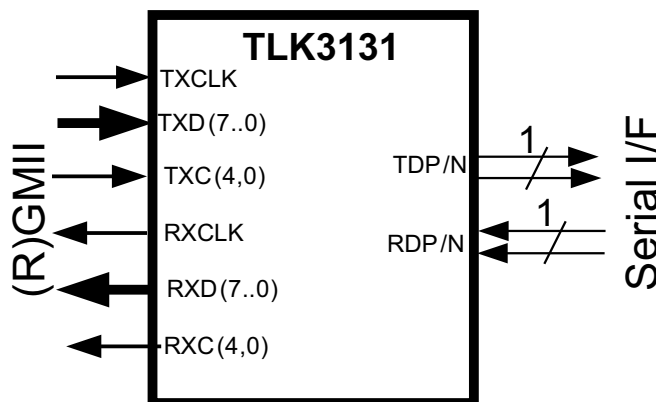 TLK3131
(R)GMII
TXCLK
TXD(7..0)
TXC(4,0)
RXCLK
RXD(7..0)
RXC(4,0)
TDP/N
1
RDP/N
1
Serial I/F